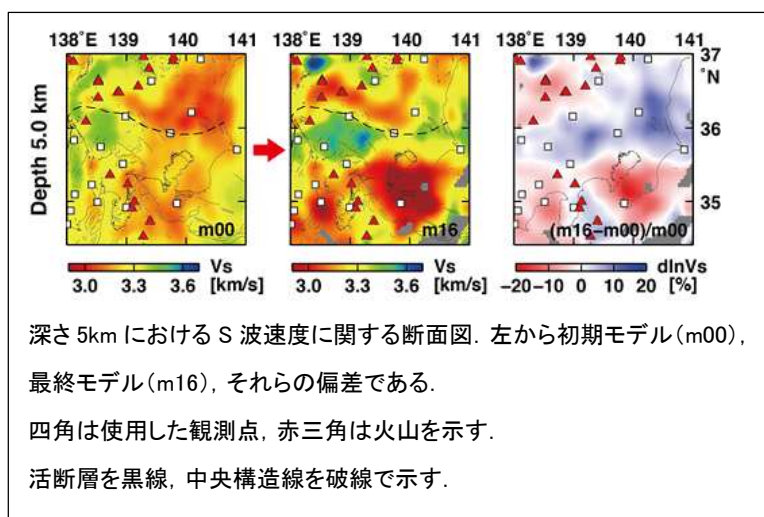 138˚E 139 140 141 138˚E 139 140 141 138˚E 139 140 141
37
˚N
Depth 5.0 km
36
35
m00 m16 (m16−m00)/m00
Vs Vs dlnVs
3.0 3.3 3.6 [km/s] 3.0 3.3 3.6 [km/s] −20−10 0 10 20 [%]
深さ 5km における S 波速度に関する断面図. 左から初期モデル(m00),
最終モデル(m16), それらの偏差である.
四角は使用した観測点, 赤三角は火山を示す.
活断層を黒線, 中央構造線を破線で示す.